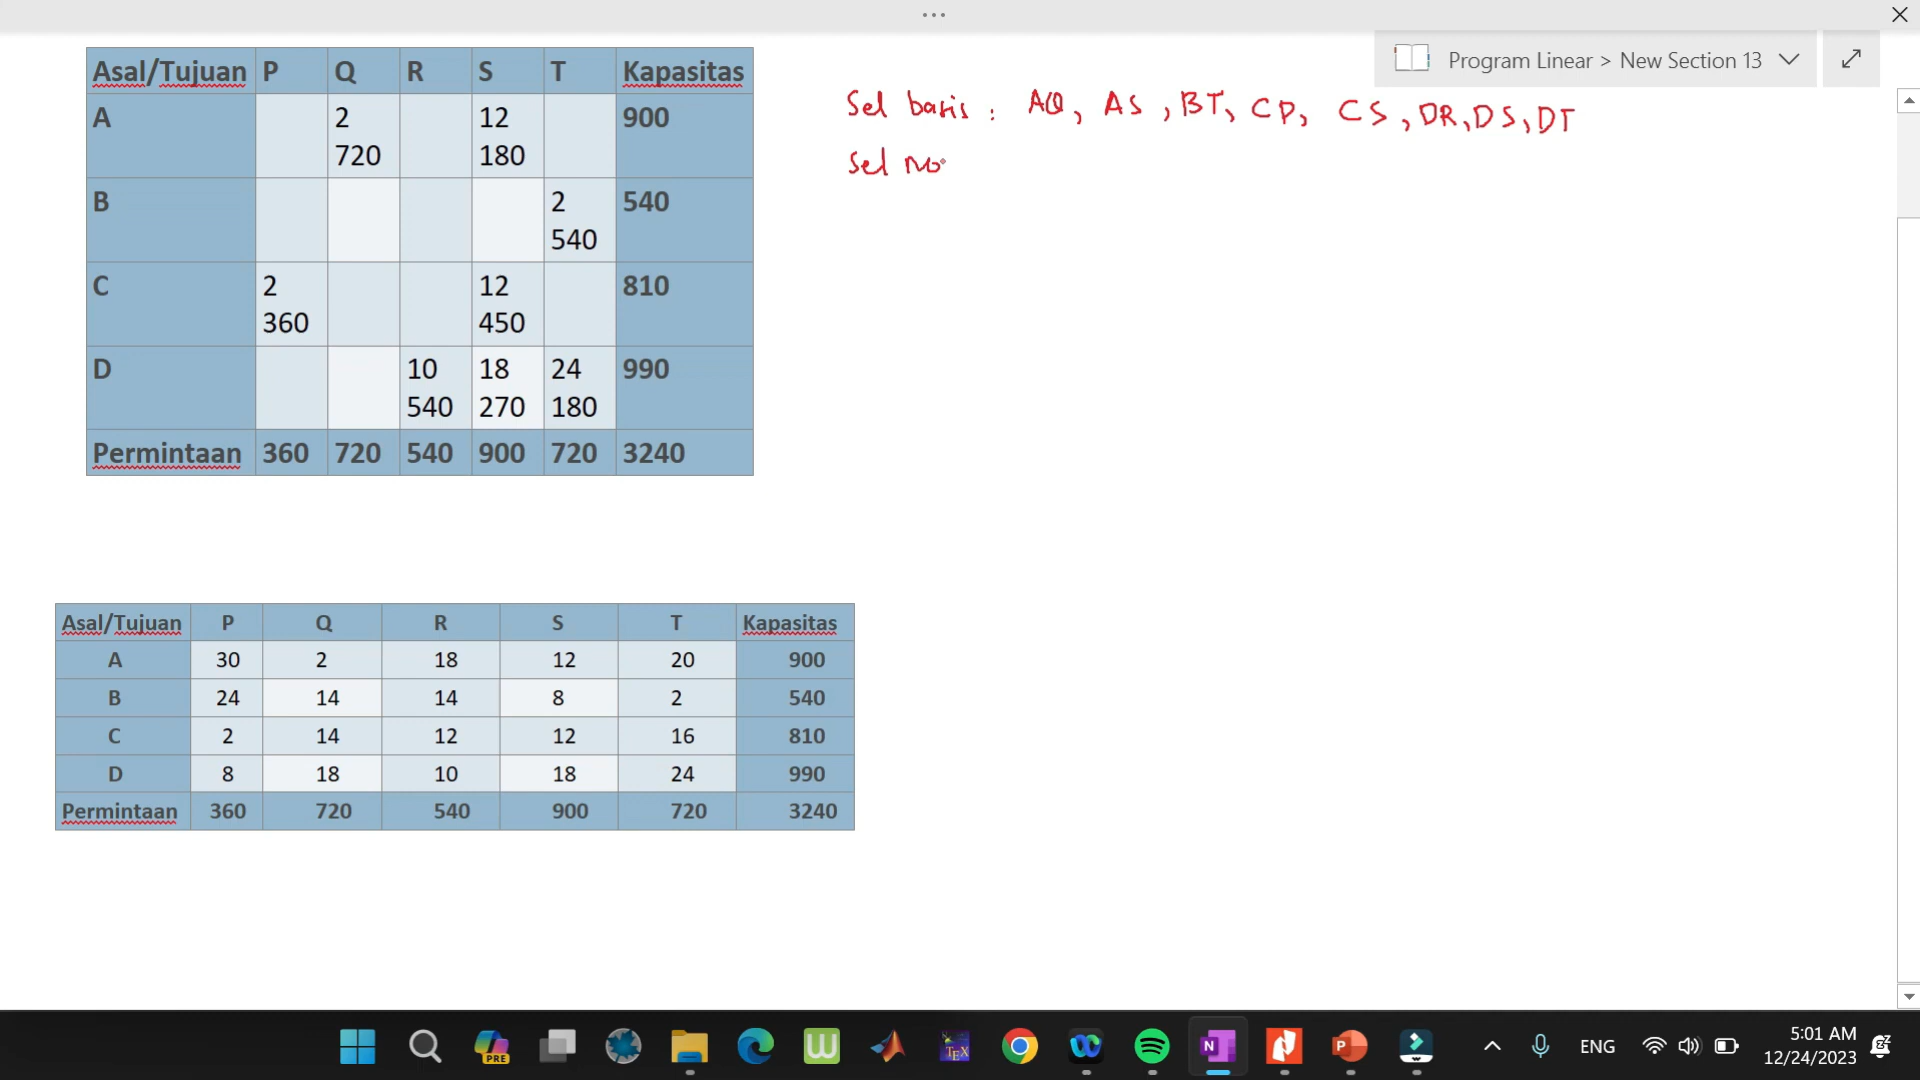 ...
Program Linear > New Section 13
Asal/Tujuan P Q R S T Kapasitas
A 2 720 12 180 900
B 2 540 540
C 2 360 12 450 810
D 10 540 18 270 24 180 990
Permintaan 360 720 540 900 720 3240
Sel basis : AQ, AS, BT, CP, CS, DR, DS, DT
Sel No
Asal/Tujuan P Q R S T Kapasitas
A 30 2 18 12 20 900
B 24 14 14 8 2 540
C 2 14 12 12 16 810
D 8 18 10 18 24 990
Permintaan 360 720 540 900 720 3240
PRE
W
TEX
N
P
ENG
5:01 AM
12/24/2023